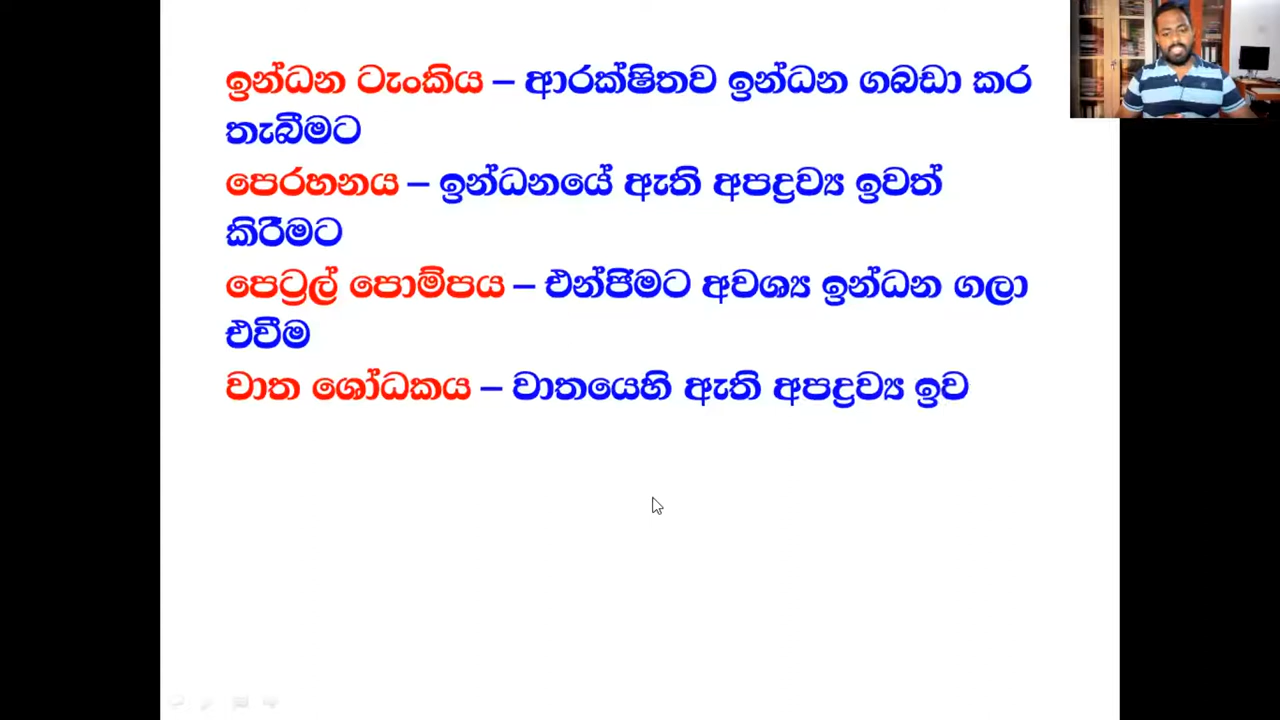 ඉන්ධන ටැංකිය – ආරක්ෂිතව ඉන්ධන ගබඩා කර
තැබීමට
පෙරහනය – ඉන්ධනයේ ඇති අපද්‍රව්‍ය ඉවත්
කිරීමට
පෙට්‍රල් පොම්පය – එන්ජිමට අවශ්‍ය ඉන්ධන ගලා
එවීම
වාත ශෝධකය – වාතයෙහි ඇති අපද්‍රව්‍ය ඉව